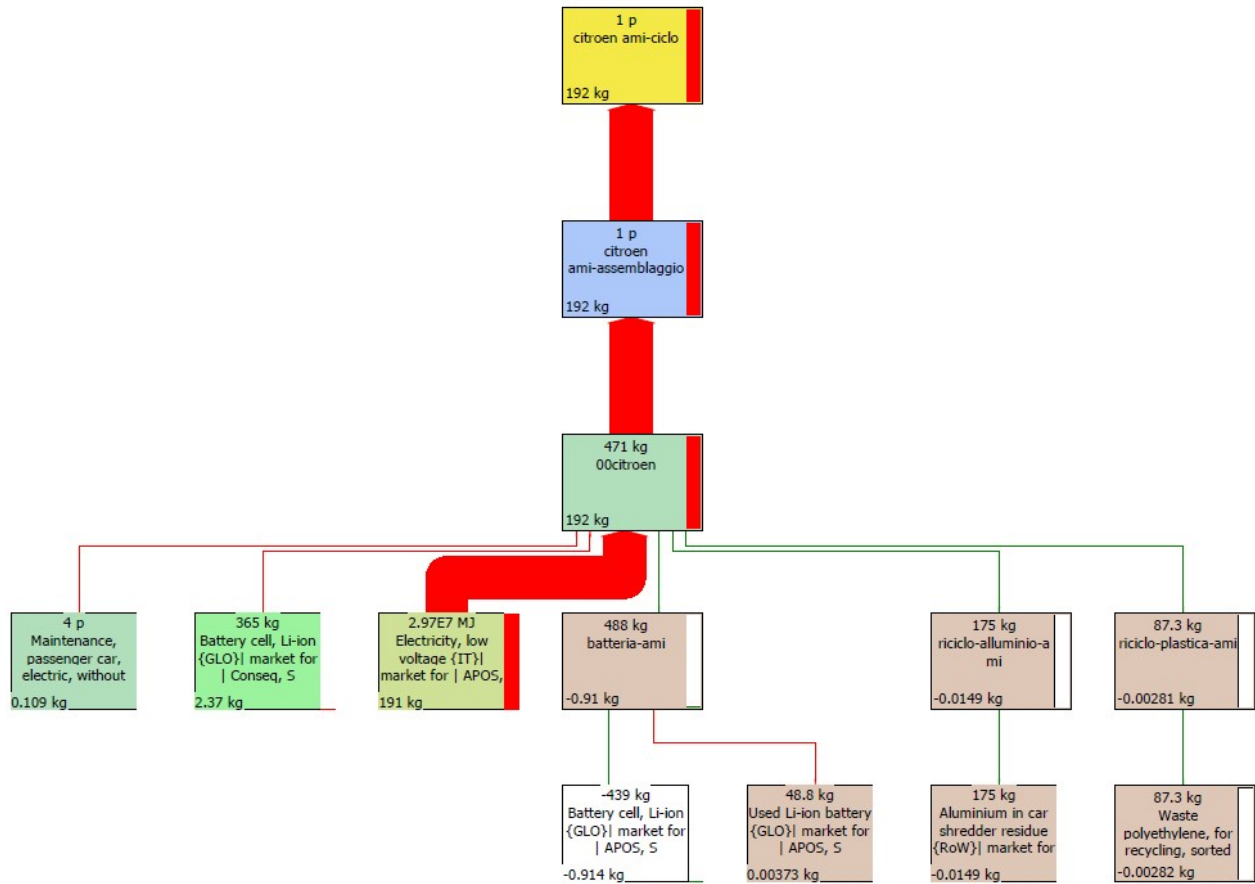 1 p
citroen ami-ciclo
192 kg
1 p
citroen
ami-assemblaggio
192 kg
471 kg
00citroen
192 kg
4 p
Maintenance,
passenger car,
electric, without
0.109 kg
365 kg
Battery cell, Li-ion
{GLO}| market for
| Conseq, S
2.37 kg
2.97E7 MJ
Electricity, low
voltage {IT}|
market for | APOS,
191 kg
488 kg
batteria-ami
-0.91 kg
175 kg
riciclo-alluminio-a
mi
-0.0149 kg
87.3 kg
riciclo-plastica-ami
-0.00281 kg
-439 kg
Battery cell, Li-ion
{GLO}| market for
| APOS, S
-0.914 kg
48.8 kg
Used Li-ion battery
{GLO}| market for
| APOS, S
0.00373 kg
175 kg
Aluminium in car
shredder residue
{RoW}| market for
-0.0149 kg
87.3 kg
Waste
polyethylene, for
recycling, sorted
-0.00282 kg